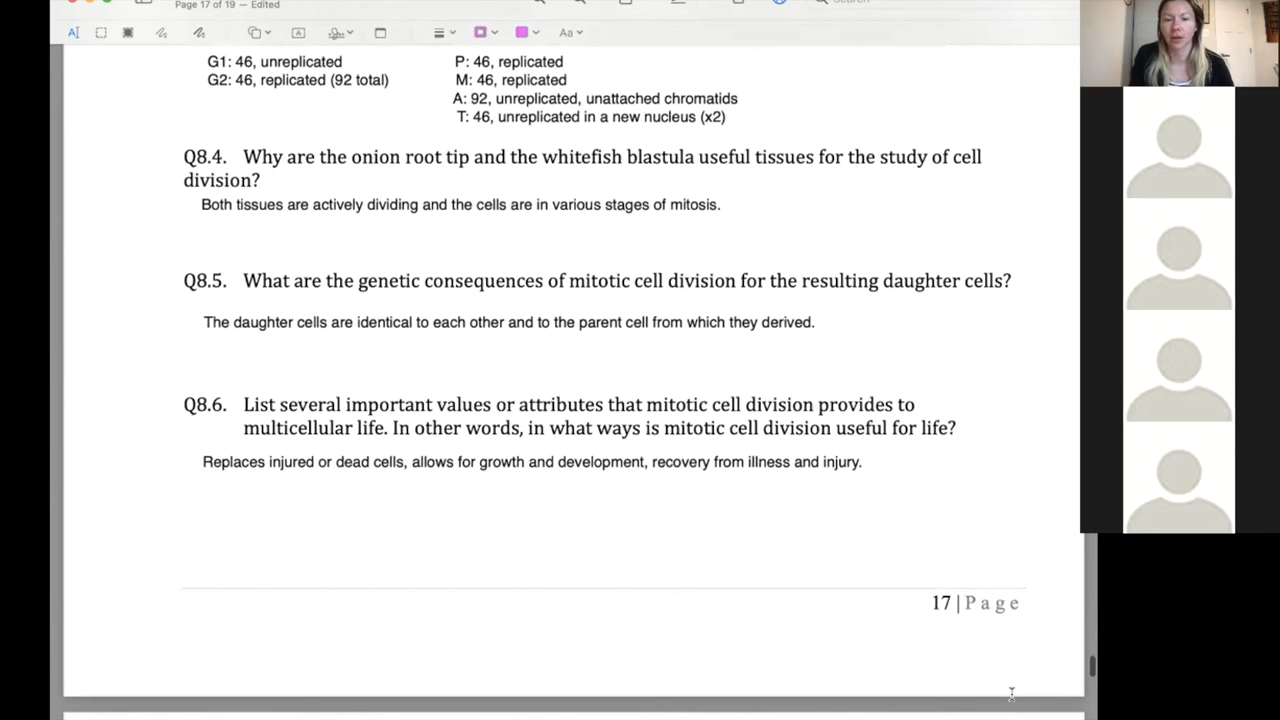 Page 17 of 19 — Edited
Search
G1: 46, unreplicated
G2: 46, replicated (92 total)
P: 46, replicated
M: 46, replicated
A: 92, unreplicated, unattached chromatids
T: 46, unreplicated in a new nucleus (x2)
Q8.4. Why are the onion root tip and the whitefish blastula useful tissues for the study of cell
division?
Both tissues are actively dividing and the cells are in various stages of mitosis.
Q8.5. What are the genetic consequences of mitotic cell division for the resulting daughter cells?
The daughter cells are identical to each other and to the parent cell from which they derived.
Q8.6. List several important values or attributes that mitotic cell division provides to
multicellular life. In other words, in what ways is mitotic cell division useful for life?
Replaces injured or dead cells, allows for growth and development, recovery from illness and injury.
17 | Page